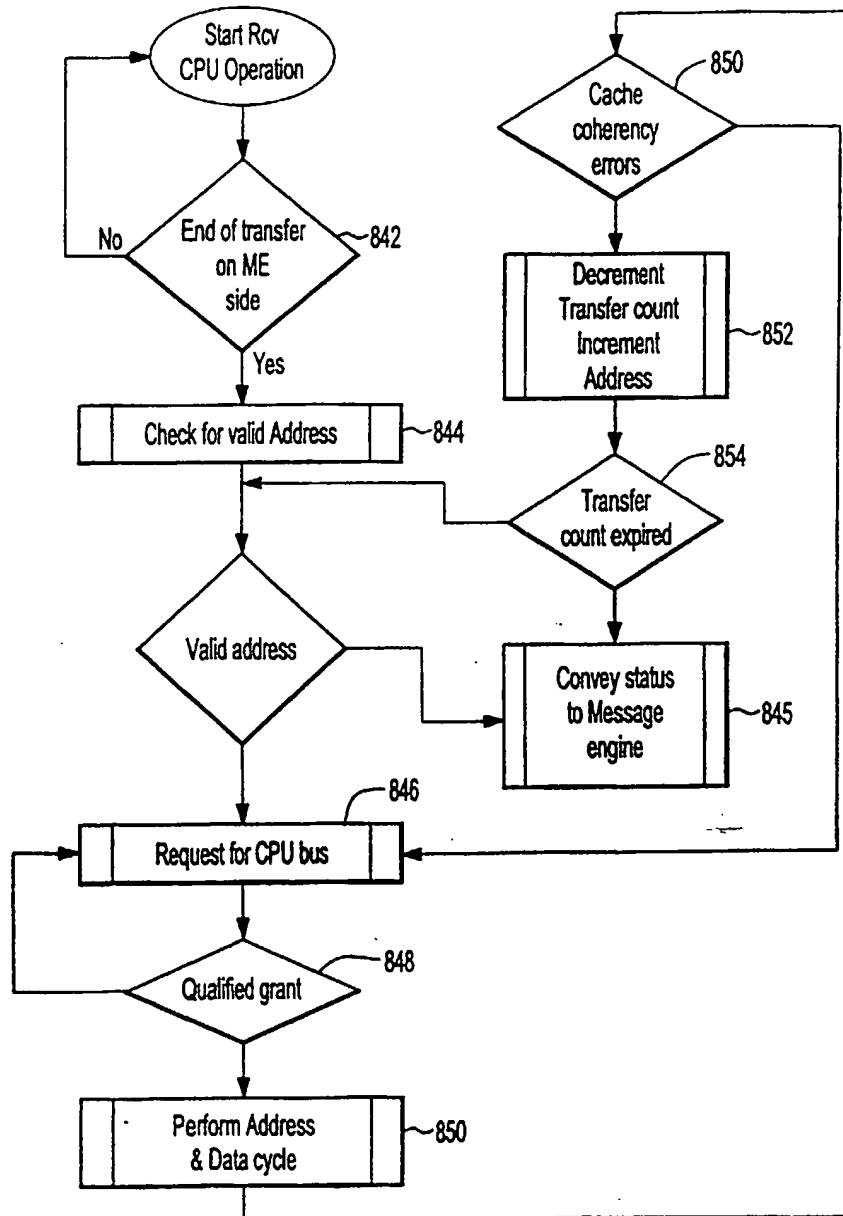 Start Rcv
CPU Operation
No
End of transfer
on ME
side
842
Yes
Check for valid Address
844
Valid address
846
Request for CPU bus
Qualified grant
848
Perform Address
& Data cycle
850
850
Cache
coherency
errors
Decrement
Transfer count
Increment
Address
852
854
Transfer
count expired
Convey status
to Message
engine
845